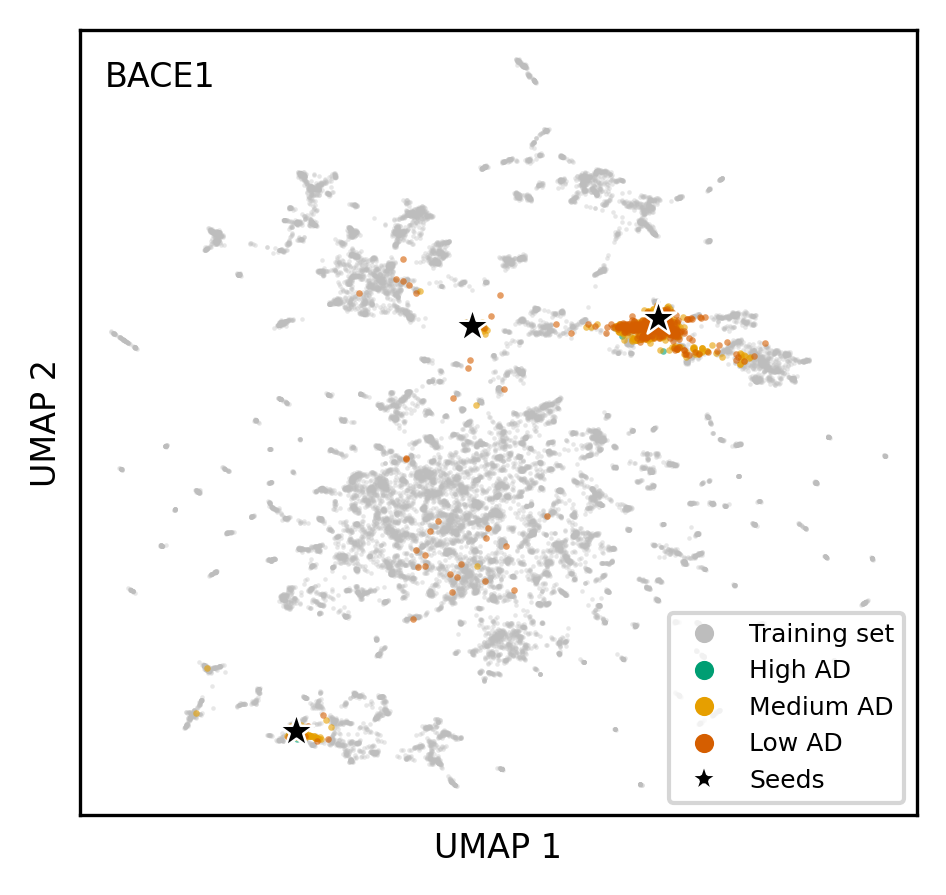 BACE1
UMAP 2
Training set
High AD
Medium AD
Low AD
Seeds
UMAP 1